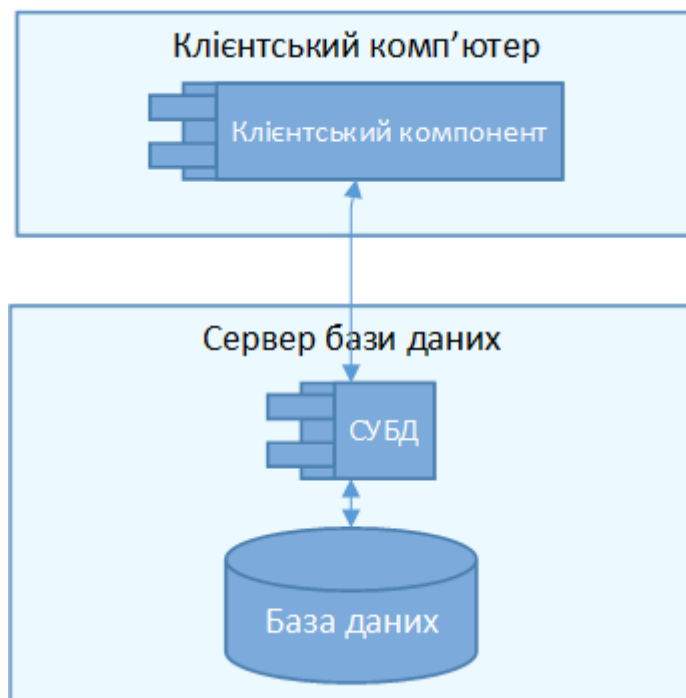 Клієнтський комп’ютер
Клієнтський компонент
Сервер бази даних
СУБД
База даних